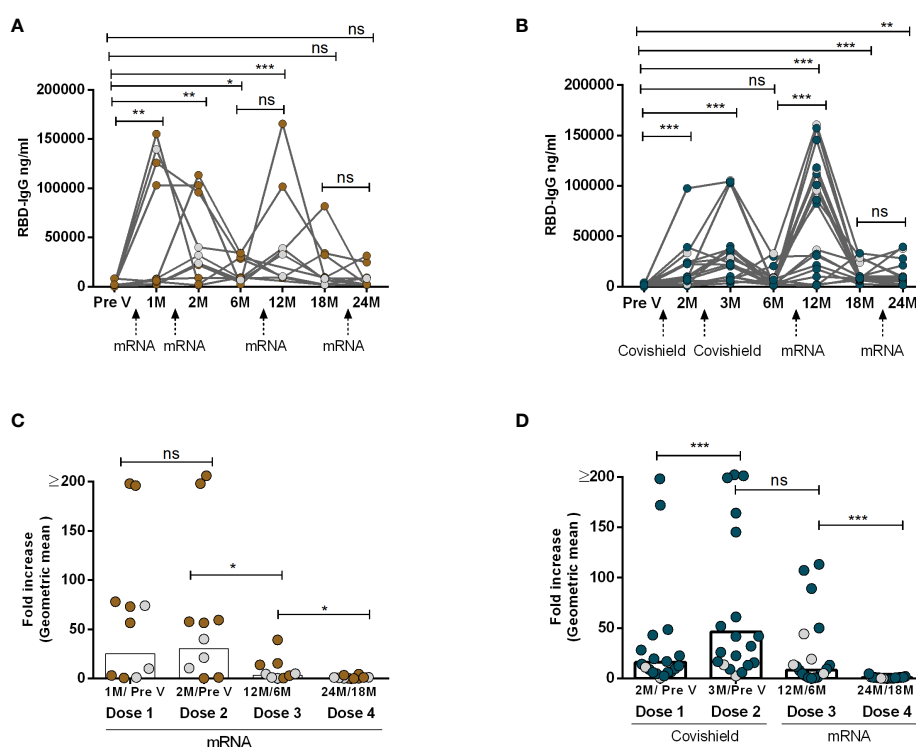 A
ns
ns
***
*
**
ns
**
ns
RBD-IgG ng/ml
200000
150000
100000
50000
0
Pre V 1M 2M 6M 12M 18M 24M
mRNA mRNA mRNA mRNA
B
**
***
***
ns
***
***
***
ns
RBD-IgG ng/ml
200000
150000
100000
50000
0
Pre V 2M 3M 6M 12M 18M 24M
Covishield Covishield mRNA mRNA
C
ns
*
*
Fold increase
(Geometric mean )
≥200
150
100
50
0
1M/ Pre V 2M/Pre V 12M/6M 24M/18M
Dose 1 Dose 2 Dose 3 Dose 4
mRNA
D
***
ns
***
Fold increase
(Geometric mean )
≥200
150
100
50
0
2M/ Pre V 3M/Pre V 12M/6M 24M/18M
Dose 1 Dose 2 Dose 3 Dose 4
Covishield mRNA